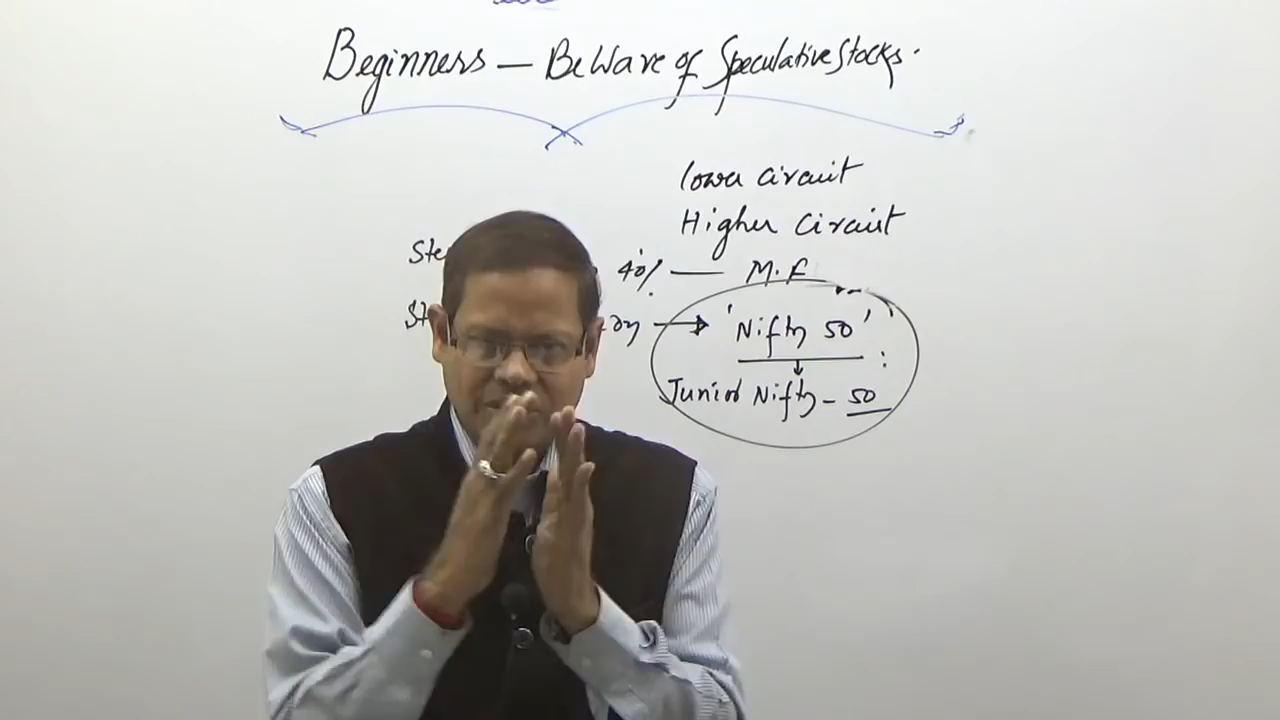 Beginners — BeWare of Speculative Stocks.
lower circuit
Higher Circuit
40% — M.F
'Nifty 50'
Junior Nifty - 50